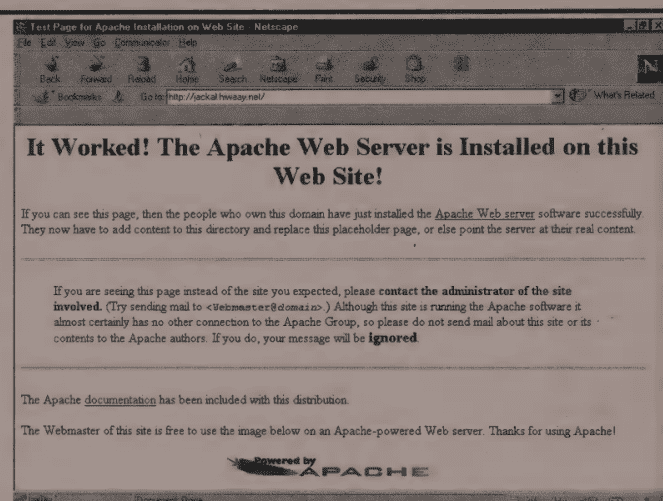 Test Page for Apache Installation on Web Site - Netscape
File Edit View Go Communicator Help
Back Forward Reload Home Search Netscape Print Security Shop
Bookmarks Go to: http://jackal.hiwaay.net/ What's Related
It Worked! The Apache Web Server is Installed on this
Web Site!
If you can see this page, then the people who own this domain have just installed the Apache Web server software successfully.
They now have to add content to this directory and replace this placeholder page, or else point the server at their real content.
If you are seeing this page instead of the site you expected, please contact the administrator of the site
involved. (Try sending mail to <Webmaster@domain>.) Although this site is running the Apache software it
almost certainly has no other connection to the Apache Group, so please do not send mail about this site or its
contents to the Apache authors. If you do, your message will be ignored.
The Apache documentation has been included with this distribution.
The Webmaster of this site is free to use the image below on an Apache-powered Web server. Thanks for using Apache!
Powered by
APACHE
Document: Done